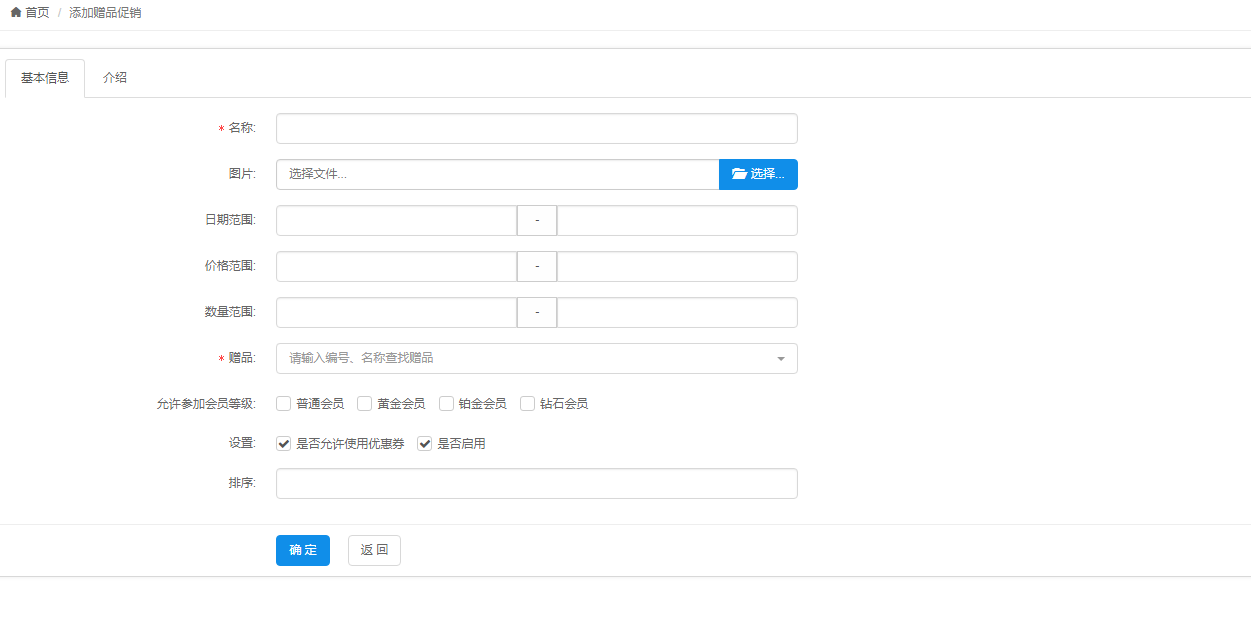 首页 / 添加赠品促销
基本信息 介绍
* 名称:
图片: 选择文件... 选择...
日期范围: -
价格范围: -
数量范围: -
* 赠品: 请输入编号、名称查找赠品
允许参加会员等级: 普通会员 黄金会员 铂金会员 钻石会员
设置: 是否允许使用优惠券 是否启用
排序:
确 定 返 回